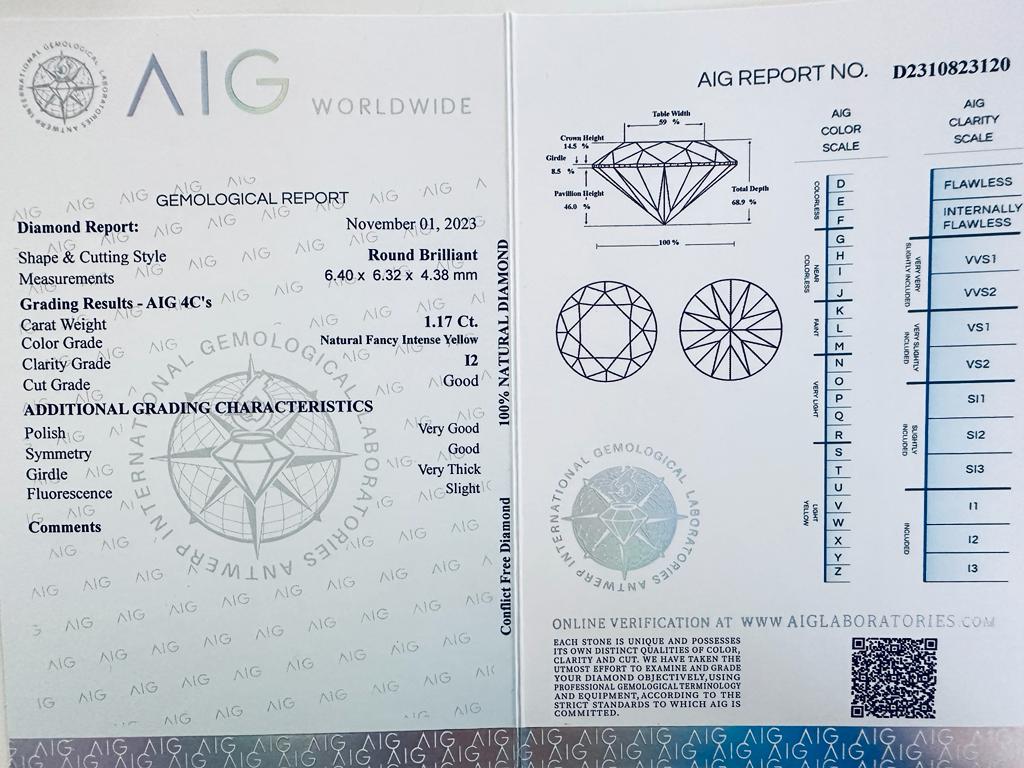 AIG WORLDWIDE
INTERNATIONAL GEMOLOGICAL LABORATORIES ANTWERP
GEMOLOGICAL REPORT
Diamond Report: November 01, 2023
Shape & Cutting Style Round Brilliant
Measurements 6.40 x 6.32 x 4.38 mm
Grading Results - AIG 4C's
Carat Weight 1.17 Ct.
Color Grade Natural Fancy Intense Yellow
Clarity Grade I2
Cut Grade Good
ADDITIONAL GRADING CHARACTERISTICS
Polish Very Good
Symmetry Good
Girdle Very Thick
Fluorescence Slight
Comments
INTERNATIONAL GEMOLOGICAL LABORATORIES ANTWERP
100% NATURAL DIAMOND
Conflict Free Diamond
AIG REPORT NO. D2310823120
Table Width
59 %
Crown Height
14.5 %
Girdle
8.5 %
Pavillion Height
46.0 %
Total Depth
68.9 %
100 %
AIG
COLOR
SCALE
COLORLESS
D
E
F
NEAR
COLORLESS
G
H
I
J
FAINT
K
L
M
VERY LIGHT
N
O
P
Q
R
LIGHT
YELLOW
S
T
U
V
W
X
Y
Z
AIG
CLARITY
SCALE
FLAWLESS
INTERNALLY
FLAWLESS
VERY VERY
SLIGHTLY INCLUDED
VVS1
VVS2
VERY SLIGHTLY
INCLUDED
VS1
VS2
SLIGHTLY
INCLUDED
SI1
SI2
SI3
INCLUDED
I1
I2
I3
INTERNATIONAL GEMOLOGICAL LABORATORIES ANTWERP
ONLINE VERIFICATION AT WWW.AIGLABORATORIES.COM
EACH STONE IS UNIQUE AND POSSESSES
ITS OWN DISTINCT QUALITIES OF COLOR,
CLARITY AND CUT. WE HAVE TAKEN THE
UTMOST EFFORT TO EXAMINE AND GRADE
YOUR DIAMOND OBJECTIVELY, USING
PROFESSIONAL GEMOLOGICAL TERMINOLOGY
AND EQUIPMENT, ACCORDING TO THE
STRICT STANDARDS TO WHICH AIG IS
COMMITTED.